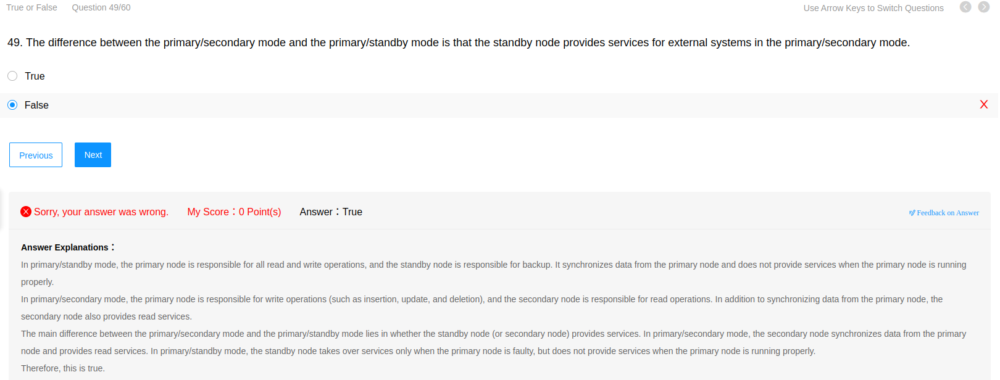 True or False Question 49/60 Use Arrow Keys to Switch Questions
49. The difference between the primary/secondary mode and the primary/standby mode is that the standby node provides services for external systems in the primary/secondary mode.
True
False
Previous Next
Sorry, your answer was wrong. My Score：0 Point(s) Answer：True Feedback on Answer
Answer Explanations：
In primary/standby mode, the primary node is responsible for all read and write operations, and the standby node is responsible for backup. It synchronizes data from the primary node and does not provide services when the primary node is running
properly.
In primary/secondary mode, the primary node is responsible for write operations (such as insertion, update, and deletion), and the secondary node is responsible for read operations. In addition to synchronizing data from the primary node, the
secondary node also provides read services.
The main difference between the primary/secondary mode and the primary/standby mode lies in whether the standby node (or secondary node) provides services. In primary/secondary mode, the secondary node synchronizes data from the primary
node and provides read services. In primary/standby mode, the standby node takes over services only when the primary node is faulty, but does not provide services when the primary node is running properly.
Therefore, this is true.